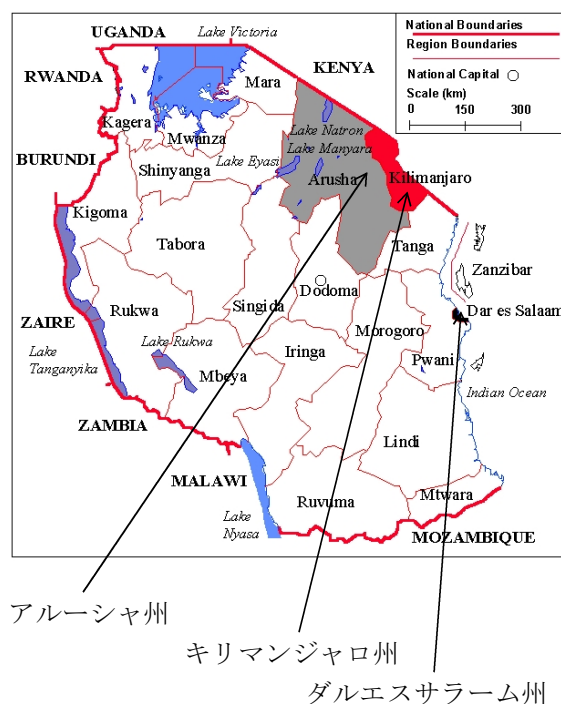 UGANDA
Lake Victoria
National Boundaries
Region Boundaries
National Capital
Scale (km)
0 150 300
RWANDA
Mara
KENYA
Kagera
Mwanza
Lake Natron
BURUNDI
Shinyanga
Lake Eyasi
Lake Manyara
Arusha
Kilimanjaro
Kigoma
Tabora
Tanga
Zanzibar
Dodoma
Singida
Rukwa
Dar es Salaam
ZAIRE
Morogoro
Lake Rukwa
Iringa
Lake
Tanganyika
Mbeya
Pwani
Indian Ocean
ZAMBIA
Lindi
MALAWI
Ruvuma
Mtwara
Lake
Nyasa
MOZAMBIQUE
アルーシャ州
キリマンジャロ州
ダルエスサラーム州